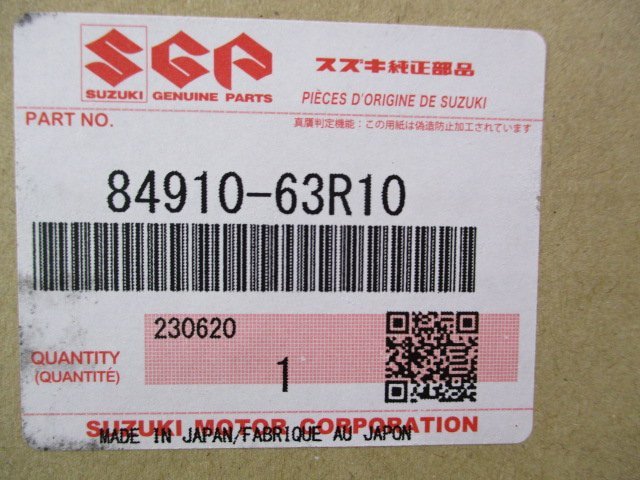 SGP スズキ純正部品
SUZUKI GENUINE PARTS PIÈCES D'ORIGINE DE SUZUKI
PART NO. 真贋判定機能：この用紙は偽造防止加工されています
84910-63R10
230620
QUANTITY
(QUANTITÉ) 1
SUZUKI MOTOR CORPORATION
MADE IN JAPAN/FABRIQUE AU JAPON